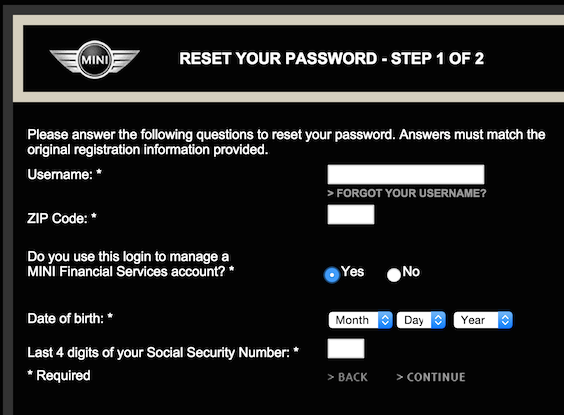 MINI
RESET YOUR PASSWORD - STEP 1 OF 2
Please answer the following questions to reset your password. Answers must match the
original registration information provided.
Username: *
> FORGOT YOUR USERNAME?
ZIP Code: *
Do you use this login to manage a
MINI Financial Services account? *
Yes No
Date of birth: * Month Day Year
Last 4 digits of your Social Security Number: *
* Required > BACK > CONTINUE